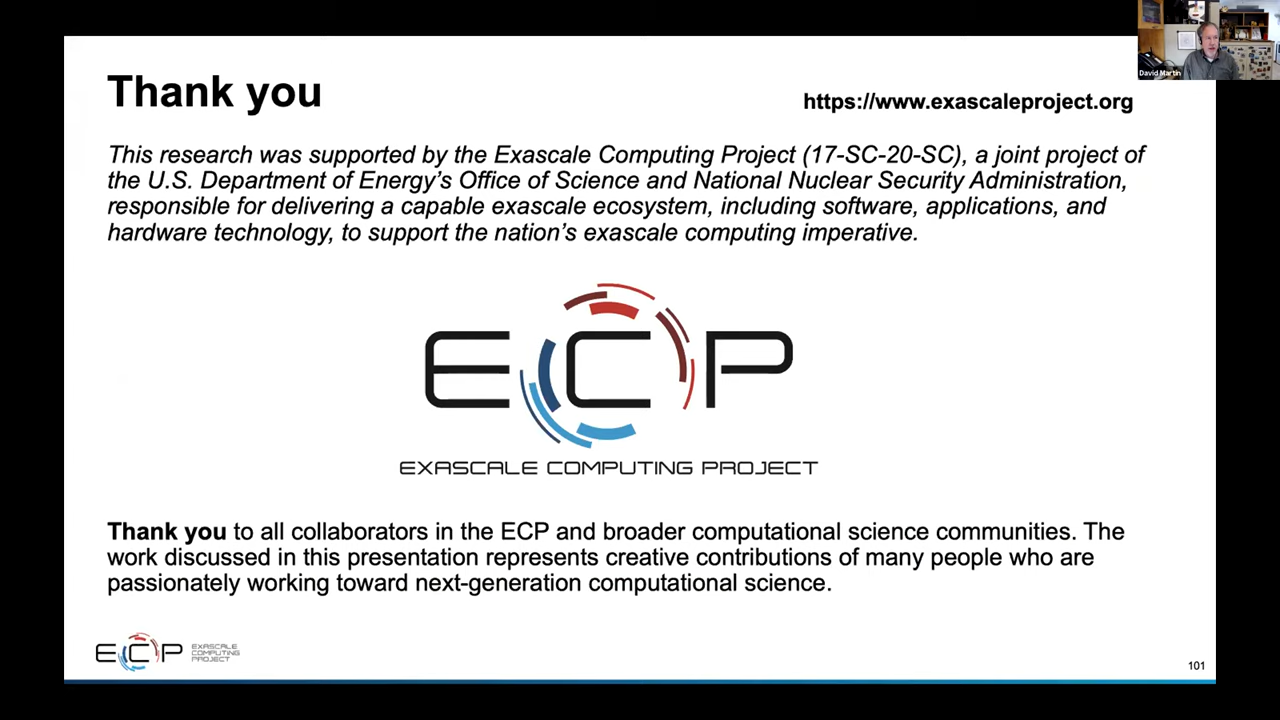 David Martin
Thank you
https://www.exascaleproject.org
This research was supported by the Exascale Computing Project (17-SC-20-SC), a joint project of
the U.S. Department of Energy’s Office of Science and National Nuclear Security Administration,
responsible for delivering a capable exascale ecosystem, including software, applications, and
hardware technology, to support the nation’s exascale computing imperative.
ECP
EXASCALE COMPUTING PROJECT
Thank you to all collaborators in the ECP and broader computational science communities. The
work discussed in this presentation represents creative contributions of many people who are
passionately working toward next-generation computational science.
ECP
EXASCALE
COMPUTING
PROJECT
101